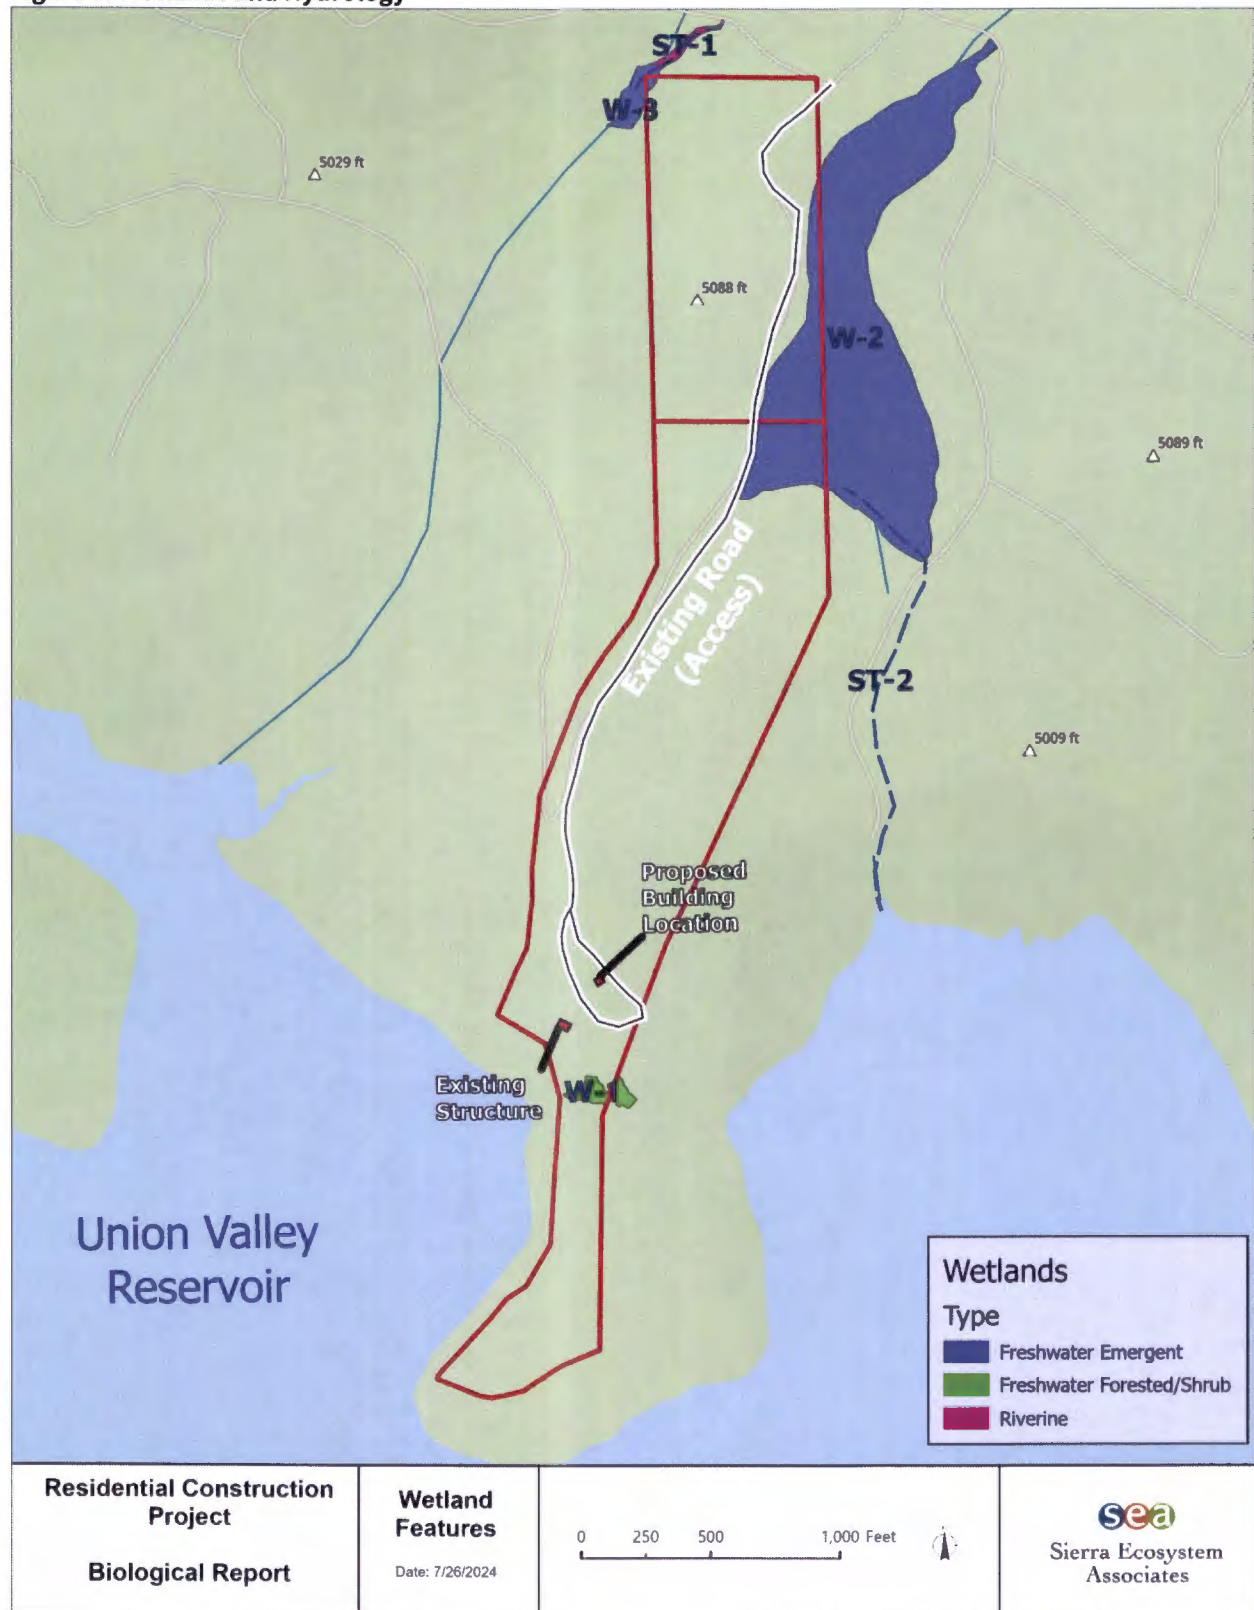 ST-1
W-3
5029 ft
5088 ft
W-2
5089 ft
Existing Road
(Access)
ST-2
5009 ft
Proposed
Building
Location
Existing
Structure
W-1
Union Valley
Reservoir
Wetlands
Type
Freshwater Emergent
Freshwater Forested/Shrub
Riverine
Residential Construction
Project
Biological Report
Wetland
Features
Date: 7/26/2024
0 250 500 1,000 Feet
sea
Sierra Ecosystem
Associates